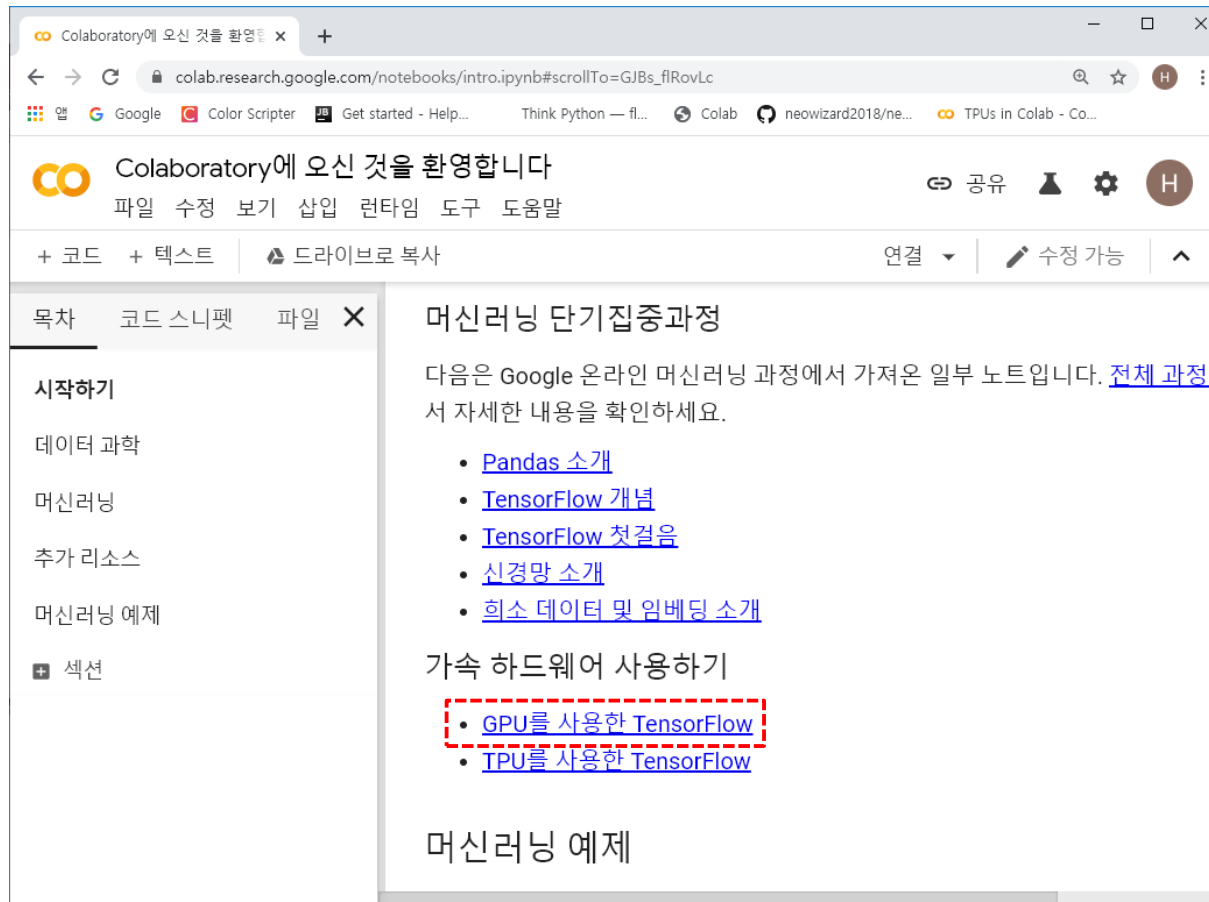 Colaboratory에 오신 것을 환영
colab.research.google.com/notebooks/intro.ipynb#scrollTo=GJBs_flRovLc
H
앱 Google Color Scripter Get started - Help... Think Python — fl... Colab neowizard2018/ne... TPUs in Colab - Co...
Colaboratory에 오신 것을 환영합니다
파일 수정 보기 삽입 런타임 도구 도움말
공유 H
+ 코드 + 텍스트 드라이브로 복사 연결 수정 가능
목차 코드 스니펫 파일
시작하기
데이터 과학
머신러닝
추가 리소스
머신러닝 예제
섹션
머신러닝 단기집중과정
다음은 Google 온라인 머신러닝 과정에서 가져온 일부 노트입니다. 전체 과정
서 자세한 내용을 확인하세요.
Pandas 소개
TensorFlow 개념
TensorFlow 첫걸음
신경망 소개
희소 데이터 및 임베딩 소개
가속 하드웨어 사용하기
GPU를 사용한 TensorFlow
TPU를 사용한 TensorFlow
머신러닝 예제